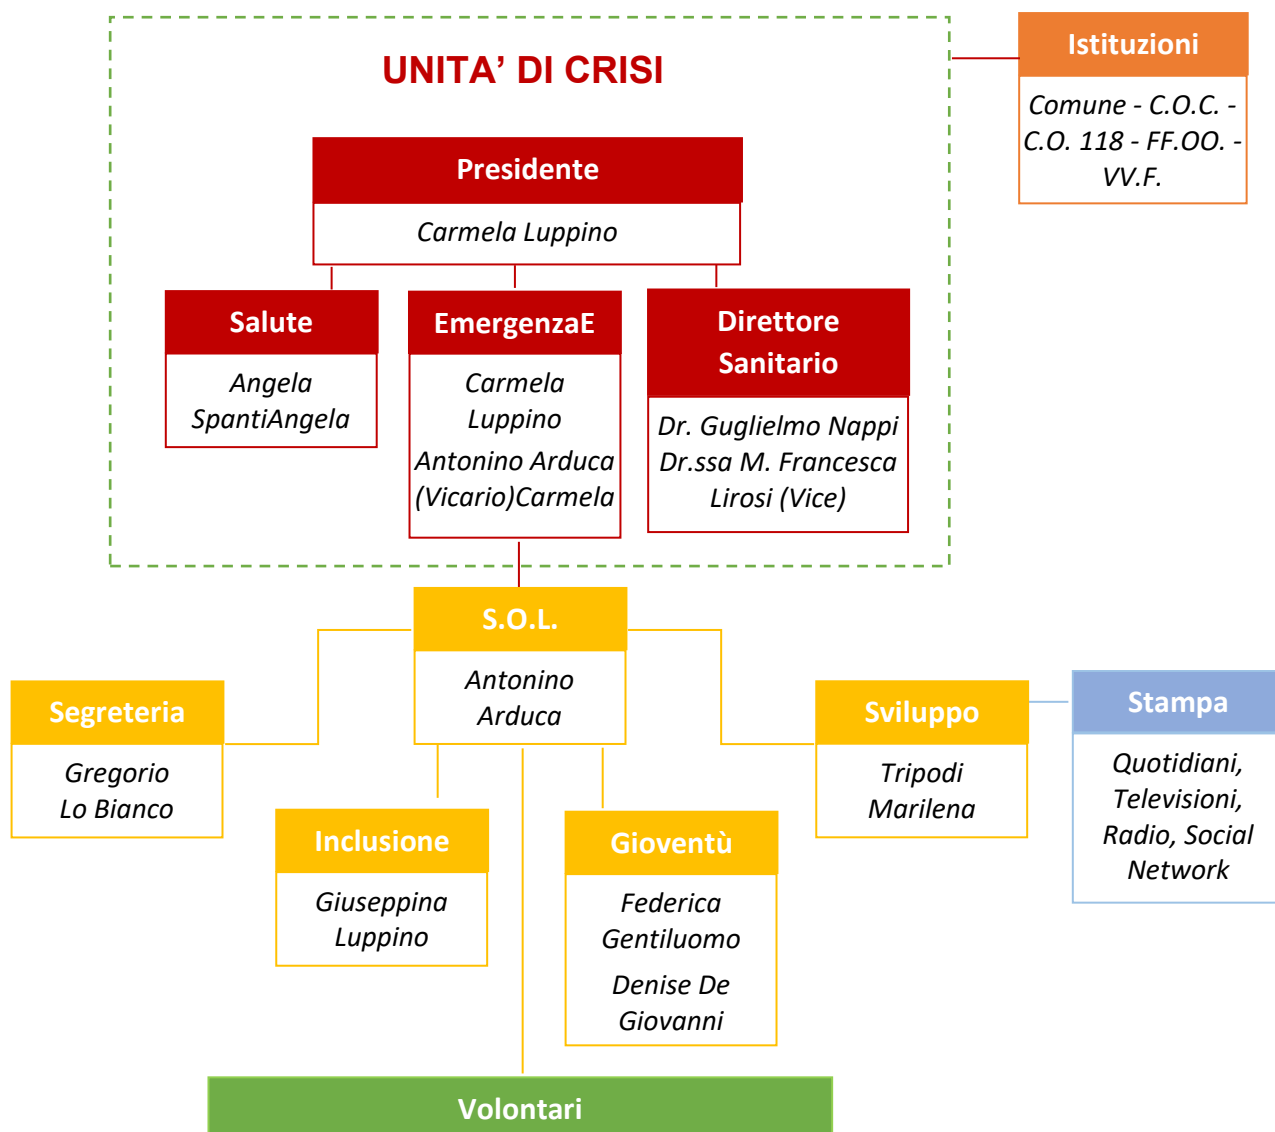 UNITA’ DI CRISI
Istituzioni
Comune - C.O.C. -
C.O. 118 - FF.OO. -
VV.F.
Presidente
Carmela Luppino
Salute
Angela
SpantiAngela
EmergenzaE
Carmela
Luppino
Antonino Arduca
(Vicario)Carmela
Direttore
Sanitario
Dr. Guglielmo Nappi
Dr.ssa M. Francesca
Lirosi (Vice)
S.O.L.
Antonino
Arduca
Segreteria
Gregorio
Lo Bianco
Inclusione
Giuseppina
Luppino
Gioventù
Federica
Gentiluomo
Denise De
Giovanni
Sviluppo
Tripodi
Marilena
Stampa
Quotidiani,
Televisioni,
Radio, Social
Network
Volontari